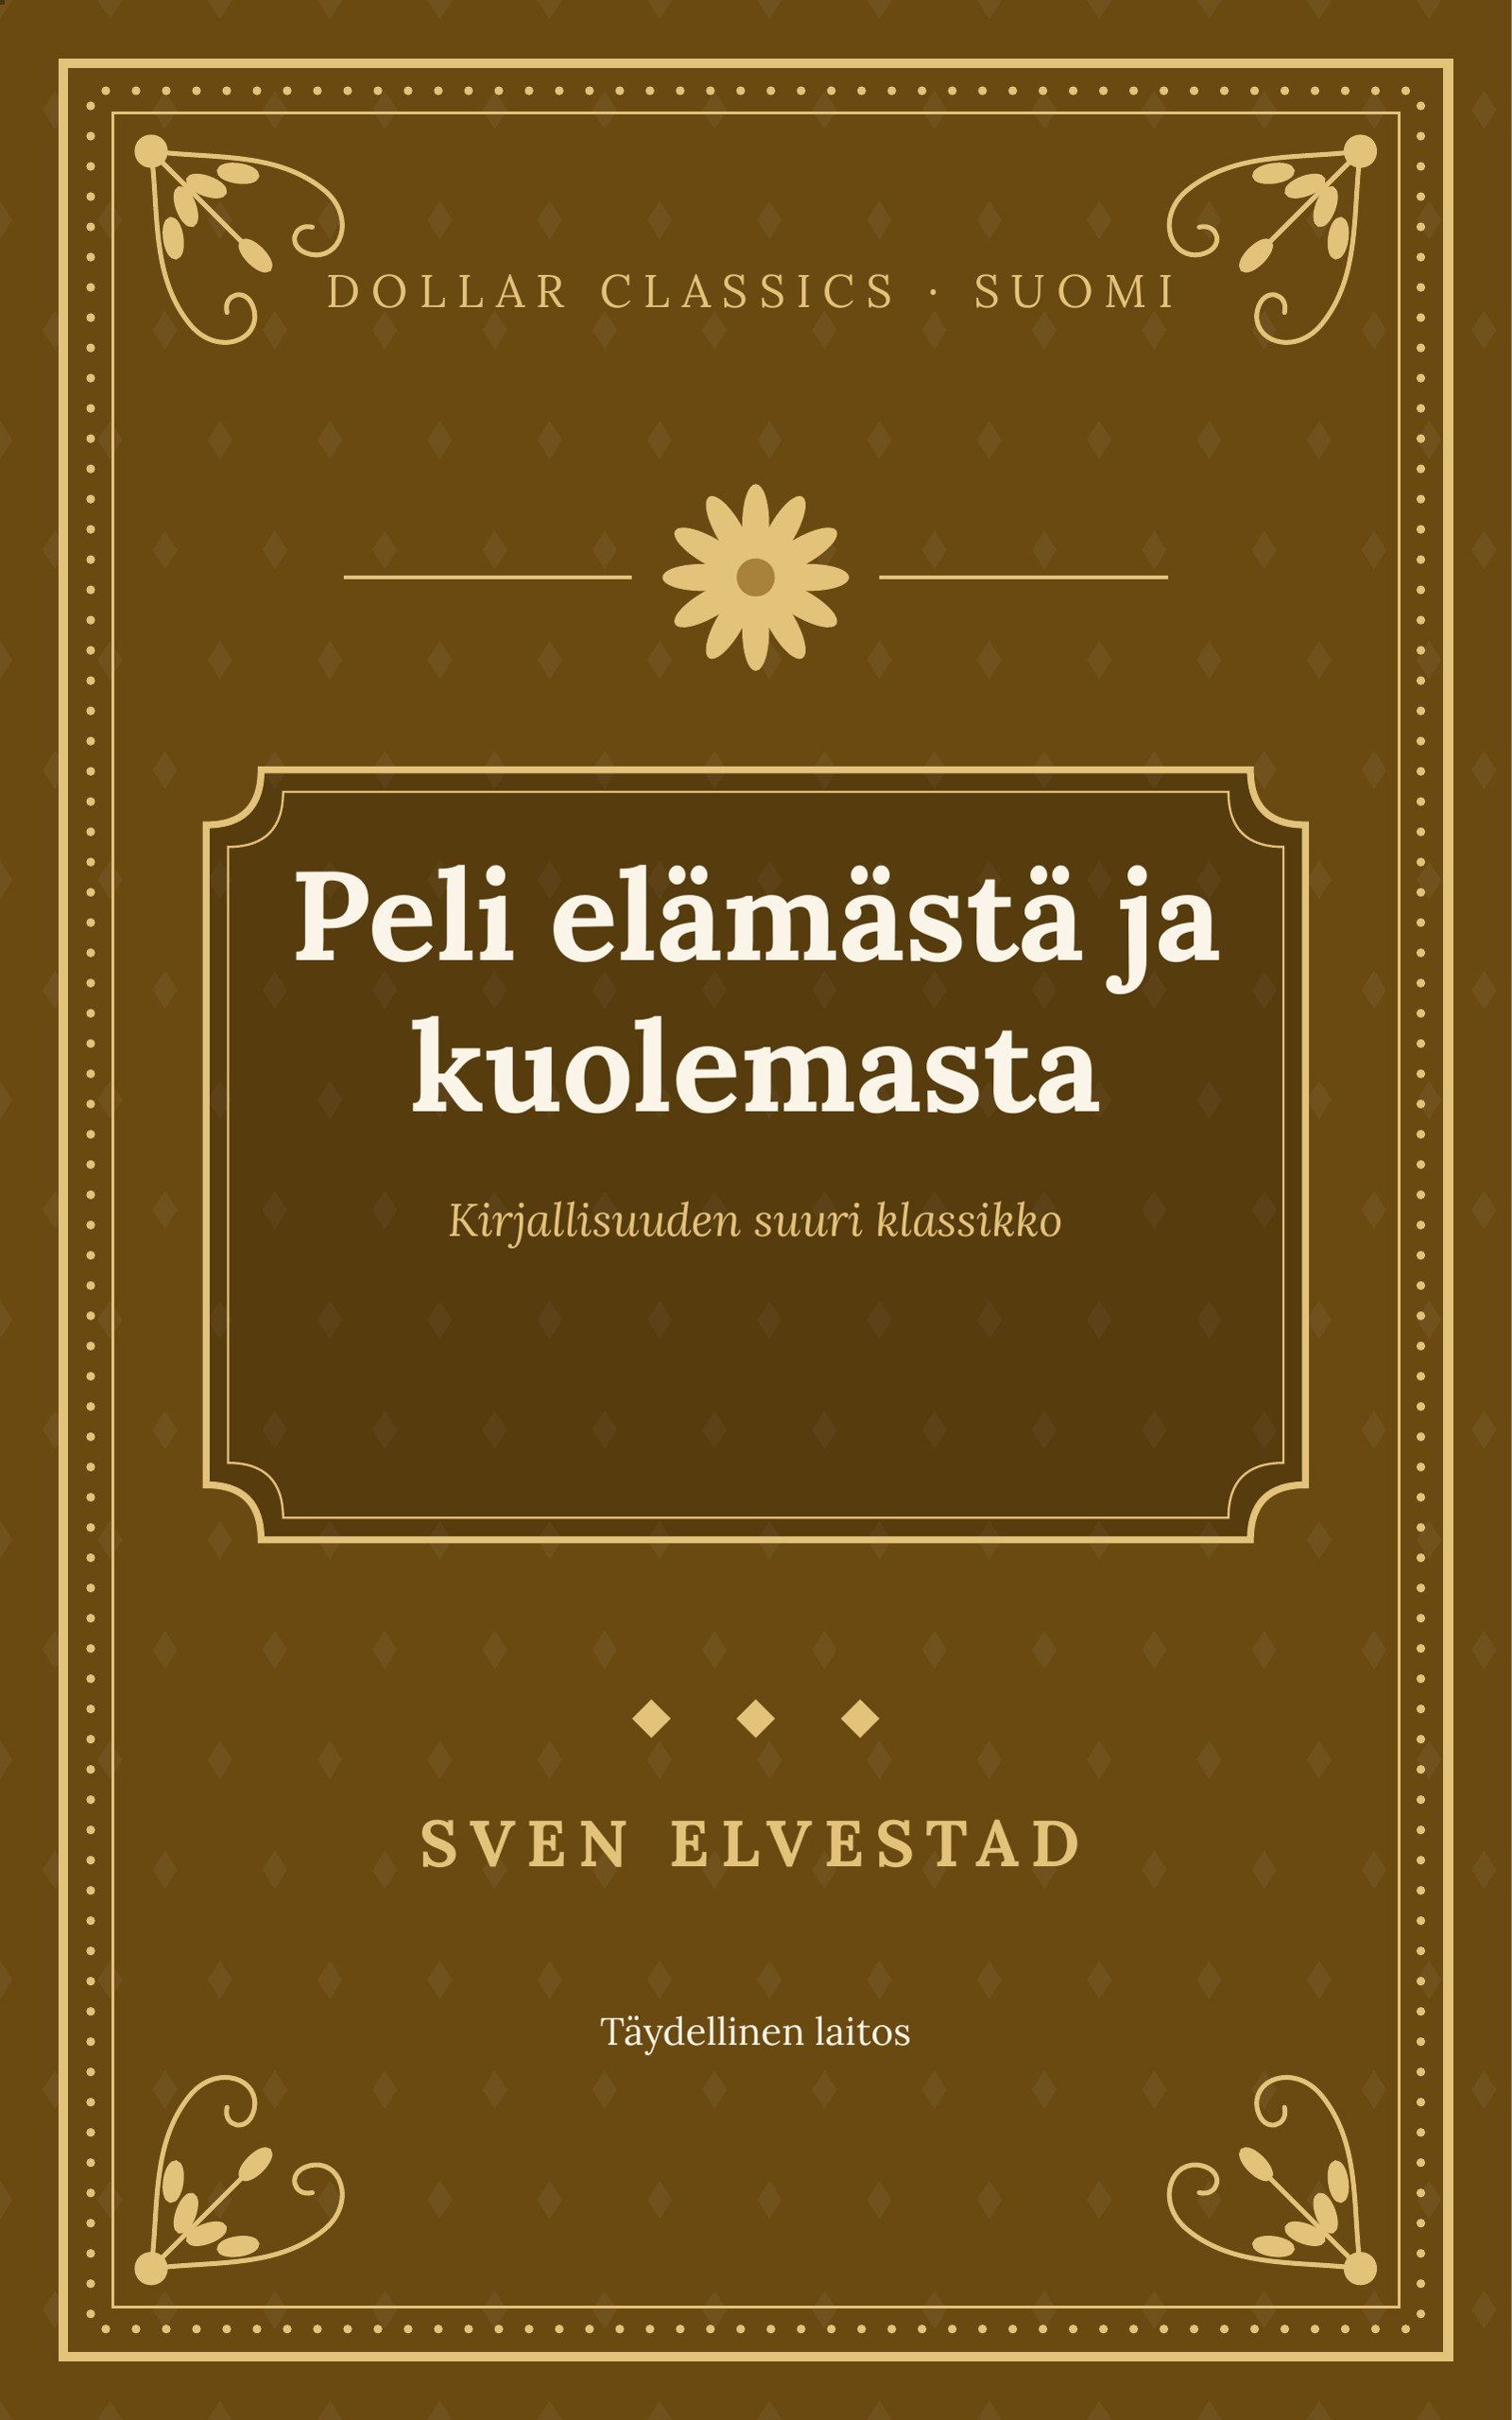 DOLLAR CLASSICS · SUOMI
Peli elämästä ja
kuolemasta
Kirjallisuuden suuri klassikko
SVEN ELVESTAD
Täydellinen laitos